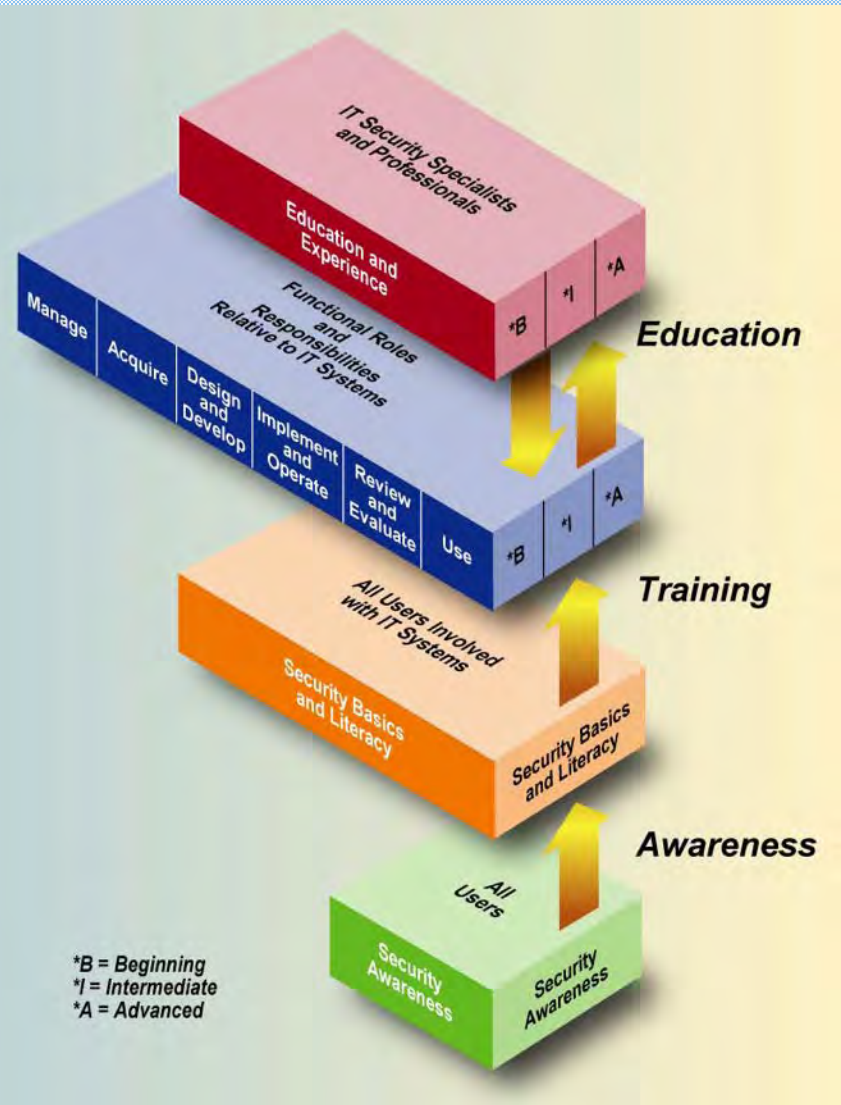 IT Security Specialists
and Professionals
Education and
Experience
*B
*I
*A
Education
Functional Roles
and
Responsibilities
Relative to IT Systems
Manage
Acquire
Design
and
Develop
Implement
and
Operate
Review
and
Evaluate
Use
*B
*I
*A
Training
All Users Involved
with IT Systems
Security Basics
and Literacy
Security Basics
and Literacy
Awareness
All
Users
Security
Awareness
Security
Awareness
*B = Beginning
*I = Intermediate
*A = Advanced